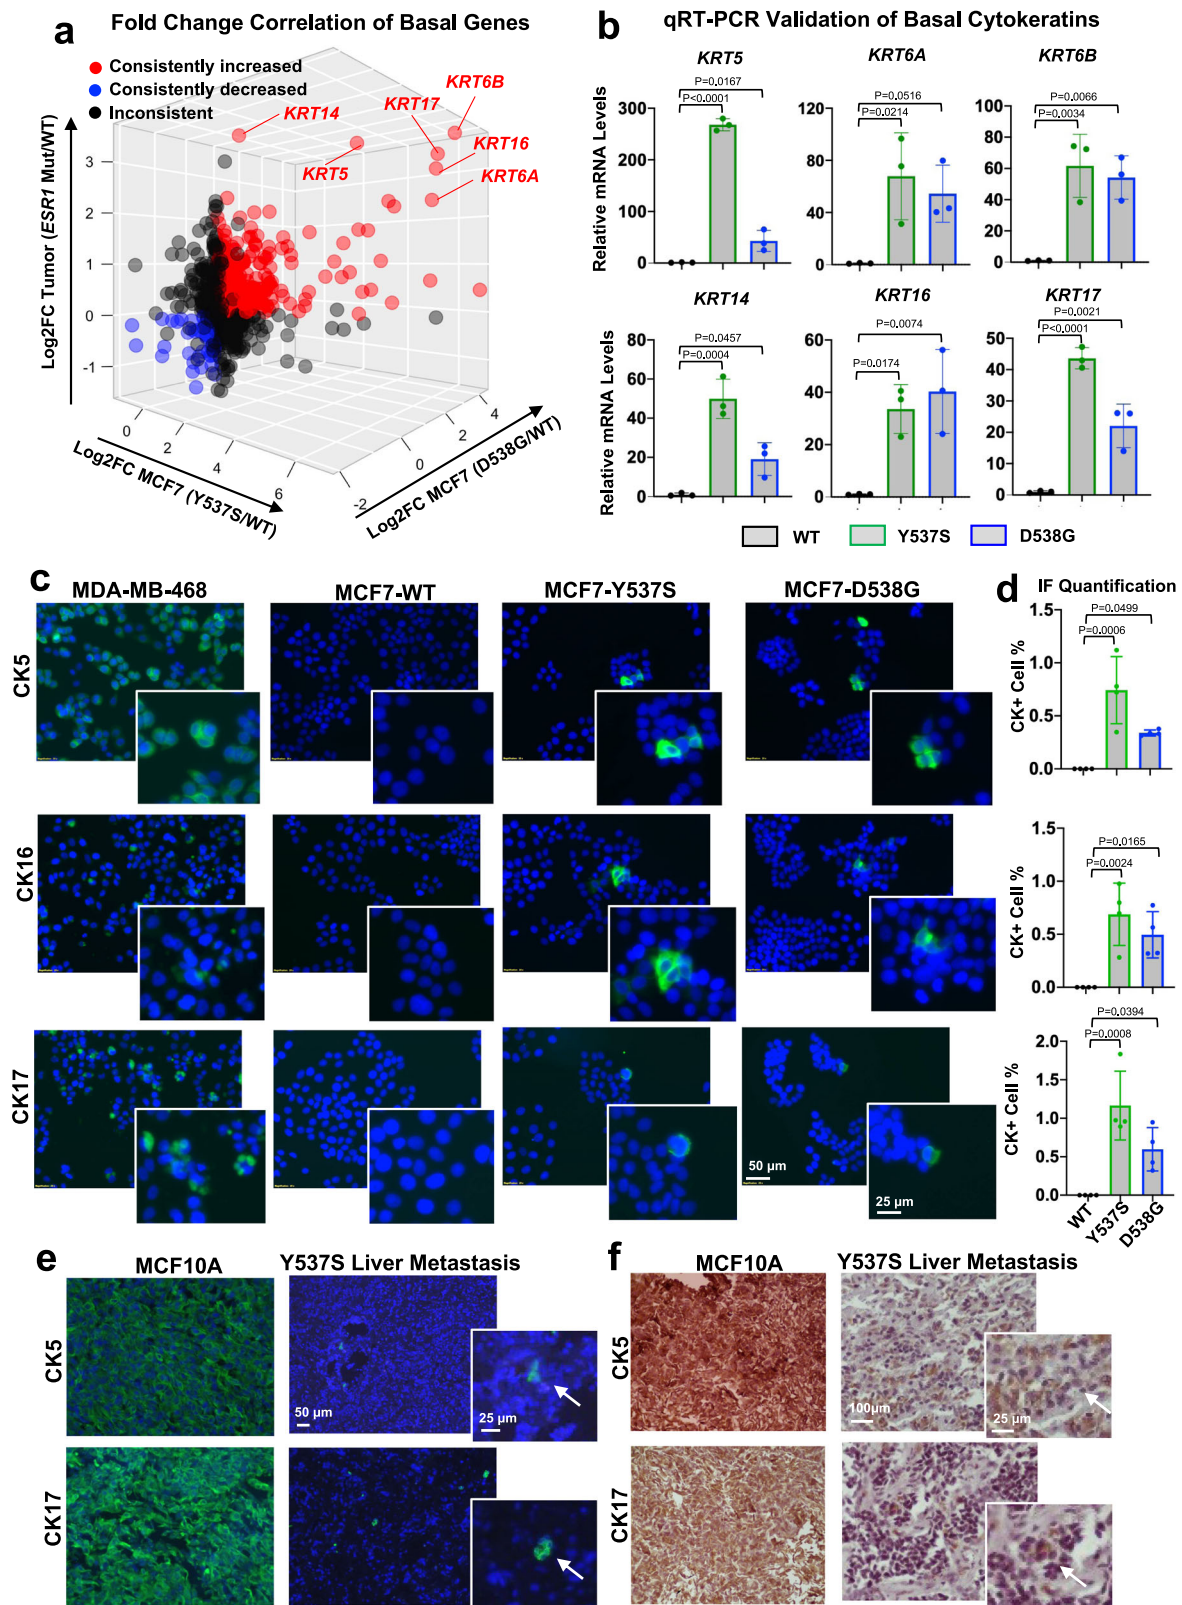 a
Fold Change Correlation of Basal Genes
Consistently increased
Consistently decreased
Inconsistent
KRT14
KRT5
KRT17
KRT6B
KRT16
KRT6A
Log2FC Tumor (ESR1 Mut/WT)
3
2
1
0
-1
0
2
4
6
Log2FC MCF7 (Y537S/WT)
-2
0
2
4
Log2FC MCF7 (D538G/WT)
b
qRT-PCR Validation of Basal Cytokeratins
Relative mRNA Levels
KRT5
P=0.0167
P<0.0001
300
200
100
0
KRT6A
P=0.0516
P=0.0214
120
80
40
0
KRT6B
P=0.0066
P=0.0034
100
80
60
40
20
0
Relative mRNA Levels
KRT14
P=0.0457
P=0.0004
80
60
40
20
0
KRT16
P=0.0074
P=0.0174
60
40
20
0
KRT17
P=0.0021
P<0.0001
50
40
30
20
10
0
WT
Y537S
D538G
c
MDA-MB-468
MCF7-WT
MCF7-Y537S
MCF7-D538G
CK5
CK16
CK17
50 µm
25 µm
d
IF Quantification
P=0.0499
P=0.0006
CK+ Cell %
1.5
1.0
0.5
0.0
P=0.0165
P=0.0024
CK+ Cell %
1.5
1.0
0.5
0.0
P=0.0394
P=0.0008
CK+ Cell %
2.0
1.5
1.0
0.5
0.0
WT
Y537S
D538G
e
MCF10A
Y537S Liver Metastasis
CK5
50 µm
25 µm
CK17
f
MCF10A
Y537S Liver Metastasis
CK5
100µm
25 µm
CK17